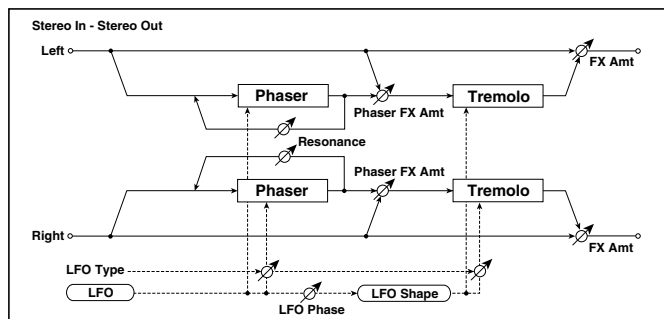 Stereo In - Stereo Out
Left
FX Amt
Phaser
Tremolo
Phaser FX Amt
Resonance
Phaser FX Amt
Phaser
Tremolo
Right
FX Amt
LFO Type
LFO
LFO Shape
LFO Phase